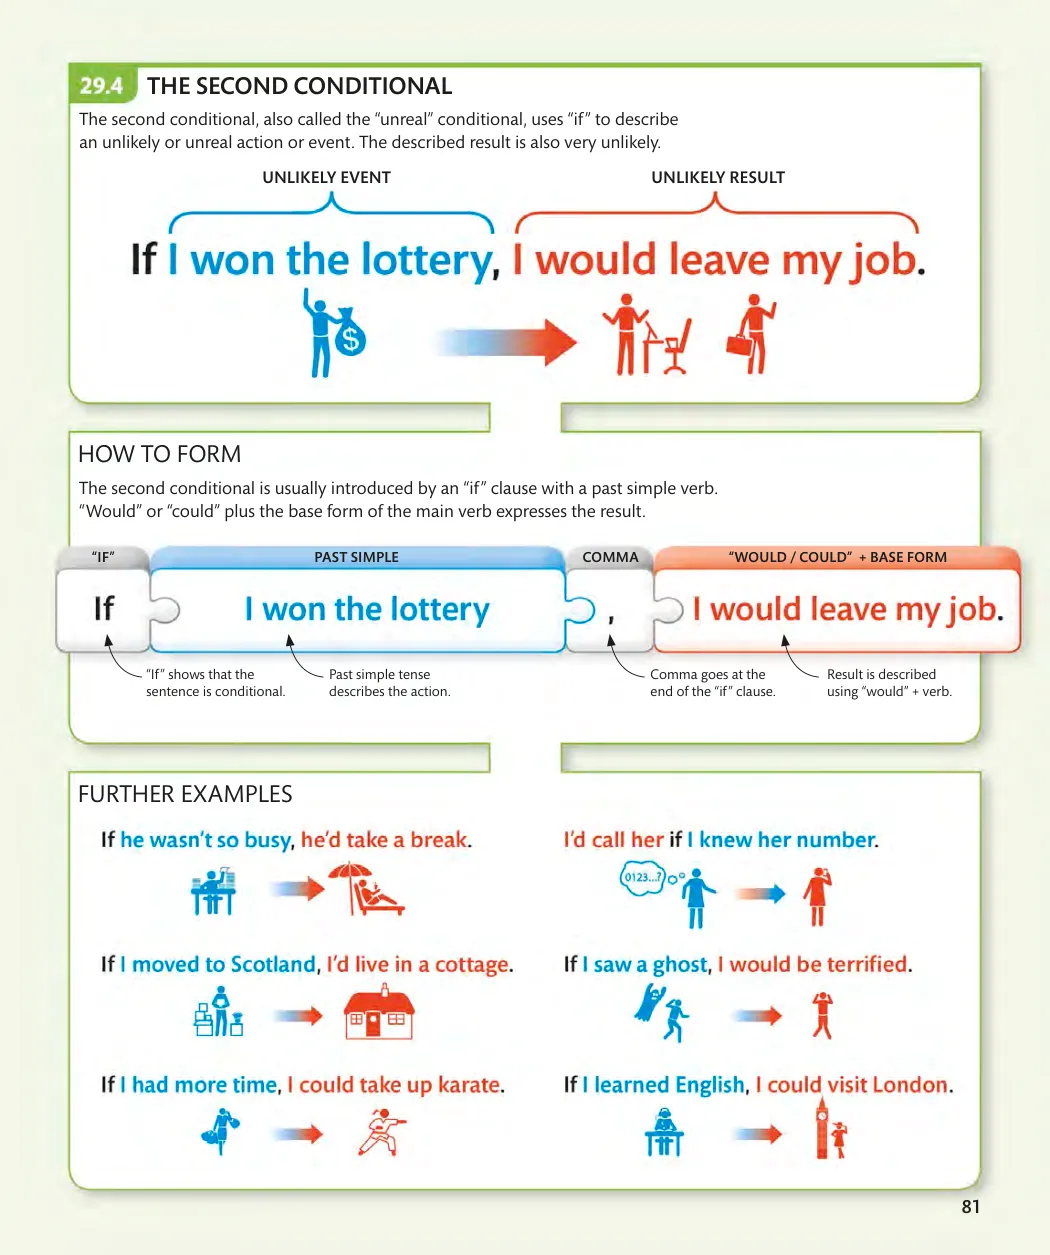 29.4 THE SECOND CONDITIONAL
The second conditional, also called the “unreal” conditional, uses “if” to describe
an unlikely or unreal action or event. The described result is also very unlikely.
UNLIKELY EVENT UNLIKELY RESULT
If I won the lottery, I would leave my job.
$
HOW TO FORM
The second conditional is usually introduced by an “if” clause with a past simple verb.
“Would” or “could” plus the base form of the main verb expresses the result.
“IF” PAST SIMPLE COMMA “WOULD / COULD” + BASE FORM
If I won the lottery , I would leave my job.
“If” shows that the
sentence is conditional.
Past simple tense
describes the action.
Comma goes at the
end of the “if” clause.
Result is described
using “would” + verb.
FURTHER EXAMPLES
If he wasn’t so busy, he’d take a break.
I’d call her if I knew her number.
0123...?
If I moved to Scotland, I’d live in a cottage.
If I saw a ghost, I would be terrified.
If I had more time, I could take up karate.
If I learned English, I could visit London.
81